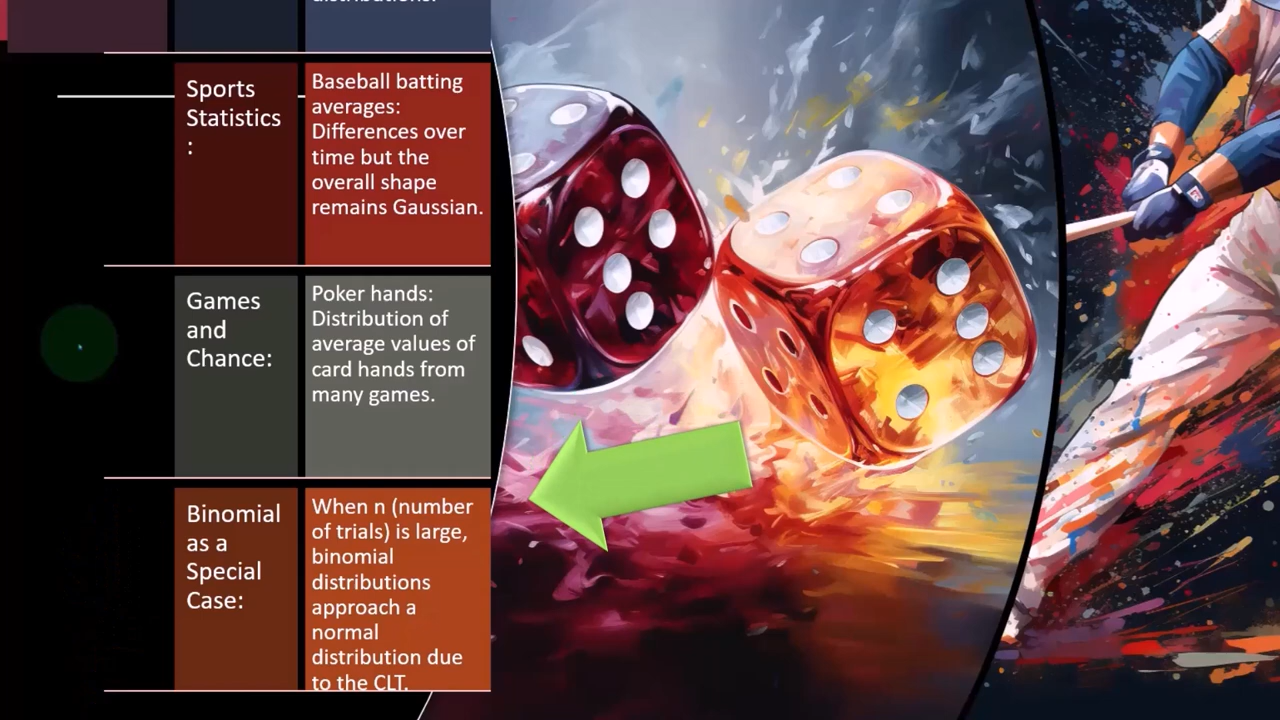 distributions.
Sports
Statistics
:
Baseball batting
averages:
Differences over
time but the
overall shape
remains Gaussian.
Games
and
Chance:
Poker hands:
Distribution of
average values of
card hands from
many games.
Binomial
as a
Special
Case:
When n (number
of trials) is large,
binomial
distributions
approach a
normal
distribution due
to the CLT.